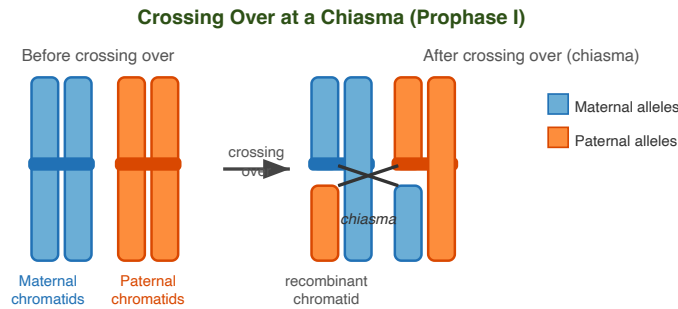 Crossing Over at a Chiasma (Prophase I)
Before crossing over
After crossing over (chiasma)
Maternal alleles
Paternal alleles
crossing
over
chiasma
Maternal
chromatids
Paternal
chromatids
recombinant
chromatid